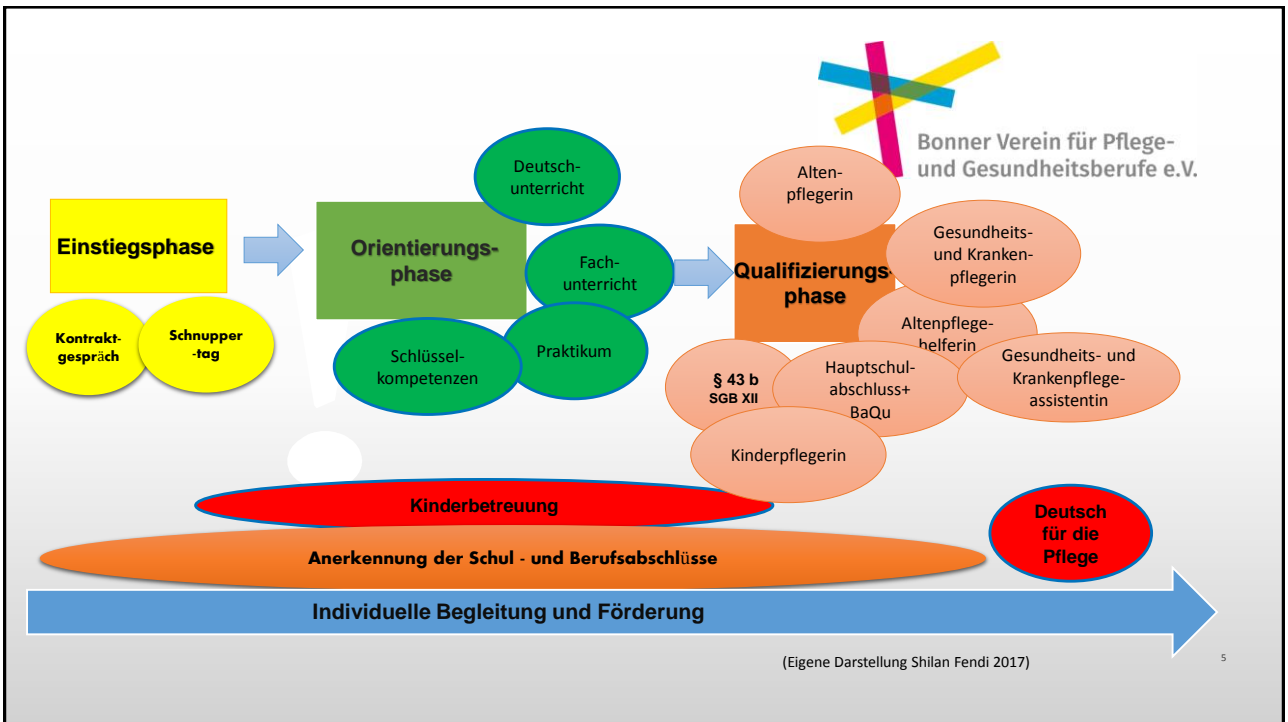 Bonner Verein für Pflege-
und Gesundheitsberufe e.V.
Einstiegsphase
Kontrakt-
gespräch
Schnupper
-tag
Orientierungs-
phase
Deutsch-
unterricht
Fach-
unterricht
Praktikum
Schlüssel-
kompetenzen
Qualifizierungs-
phase
Alten-
pflegerin
Gesundheits-
und Kranken-
pflegerin
Altenpflege-
helferin
Gesundheits- und
Krankenpflege-
assistentin
Hauptschul-
abschluss+
BaQu
§ 43 b
SGB XII
Kinderpflegerin
Kinderbetreuung
Anerkennung der Schul - und Berufsabschlüsse
Deutsch
für die
Pflege
Individuelle Begleitung und Förderung
(Eigene Darstellung Shilan Fendi 2017)
5